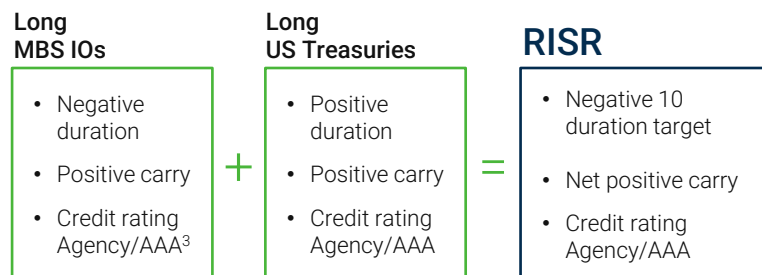 Long
MBS IOs
• Negative
duration
• Positive carry
• Credit rating
Agency/AAA³
+
Long
US Treasuries
• Positive
duration
• Positive carry
• Credit rating
Agency/AAA
=
RISR
• Negative 10
duration target
• Net positive carry
• Credit rating
Agency/AAA